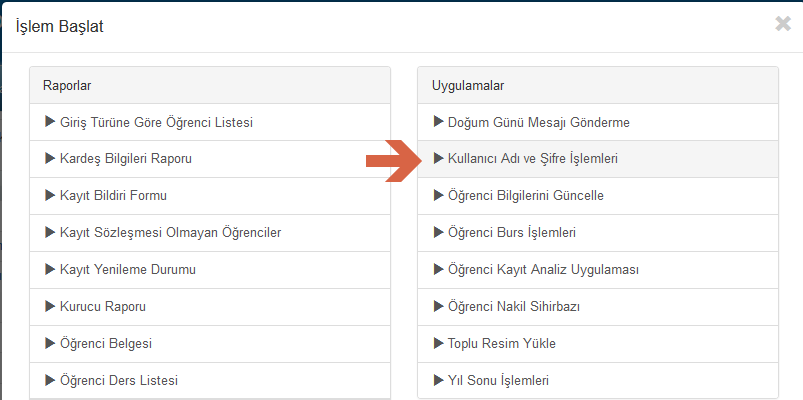 İşlem Başlat
Raporlar
Giriş Türüne Göre Öğrenci Listesi
Kardeş Bilgileri Raporu
Kayıt Bildiri Formu
Kayıt Sözleşmesi Olmayan Öğrenciler
Kayıt Yenileme Durumu
Kurucu Raporu
Öğrenci Belgesi
Öğrenci Ders Listesi
Uygulamalar
Doğum Günü Mesajı Gönderme
Kullanıcı Adı ve Şifre İşlemleri
Öğrenci Bilgilerini Güncelle
Öğrenci Burs İşlemleri
Öğrenci Kayıt Analiz Uygulaması
Öğrenci Nakil Sihirbazı
Toplu Resim Yükle
Yıl Sonu İşlemleri